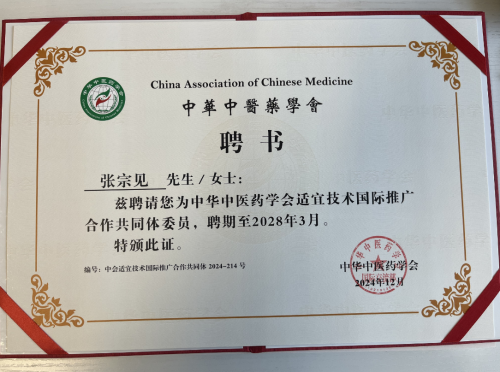 China Association of Chinese Medicine
中華中醫藥學會
聘书
张宗见 先生/女士:
兹聘请您为中华中医药学会适宜技术国际推广
合作共同体委员,聘期至2028年3月。
特颁此证。
编号:中会适宜技术国际推广合作共同体 2024-214 号
中华中医药学会
2024年12月